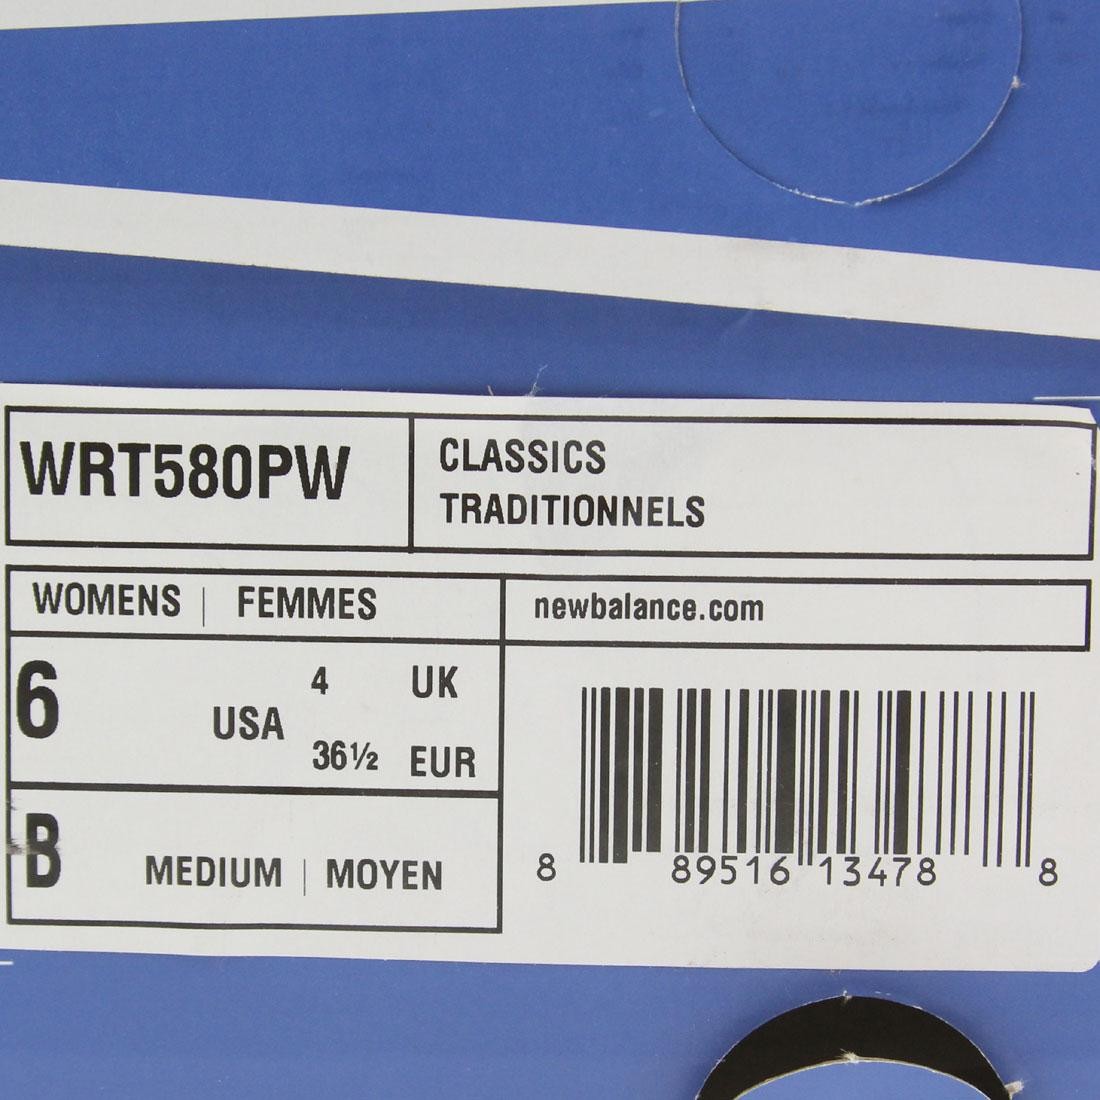 WRT580PW
CLASSICS
TRADITIONNELS
WOMENS | FEMMES
newbalance.com
6 USA
4 UK
36½ EUR
B MEDIUM | MOYEN
8 89516 13478 8